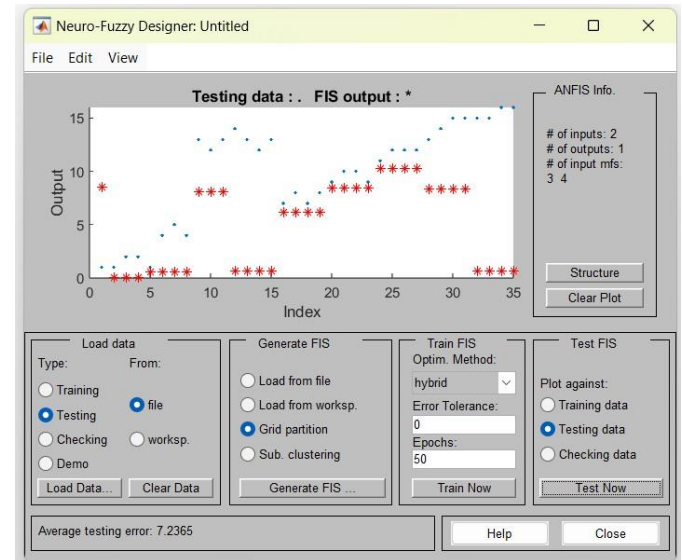 Neuro-Fuzzy Designer: Untitled
File Edit View
Testing data : . FIS output : *
Output
15
10
5
0
0 5 10 15 20 25 30 35
Index
ANFIS Info.
# of inputs: 2
# of outputs: 1
# of input mfs:
3 4
Structure
Clear Plot
Load data
Type: From:
Training
Testing
Checking
Demo
file
worksp.
Load Data... Clear Data
Generate FIS
Load from file
Load from worksp.
Grid partition
Sub. clustering
Generate FIS ...
Train FIS
Optim. Method:
hybrid
Error Tolerance:
0
Epochs:
50
Train Now
Test FIS
Plot against:
Training data
Testing data
Checking data
Test Now
Average testing error: 7.2365
Help Close